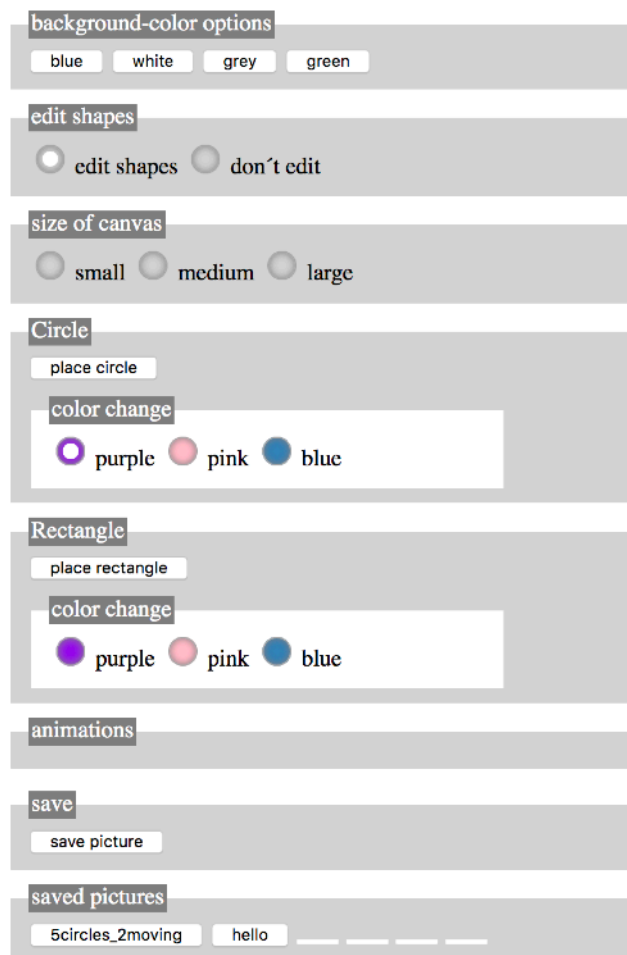 background-color options
blue white grey green
edit shapes
edit shapes don´t edit
size of canvas
small medium large
Circle
place circle
color change
purple pink blue
Rectangle
place rectangle
color change
purple pink blue
animations
save
save picture
saved pictures
5circles_2moving hello